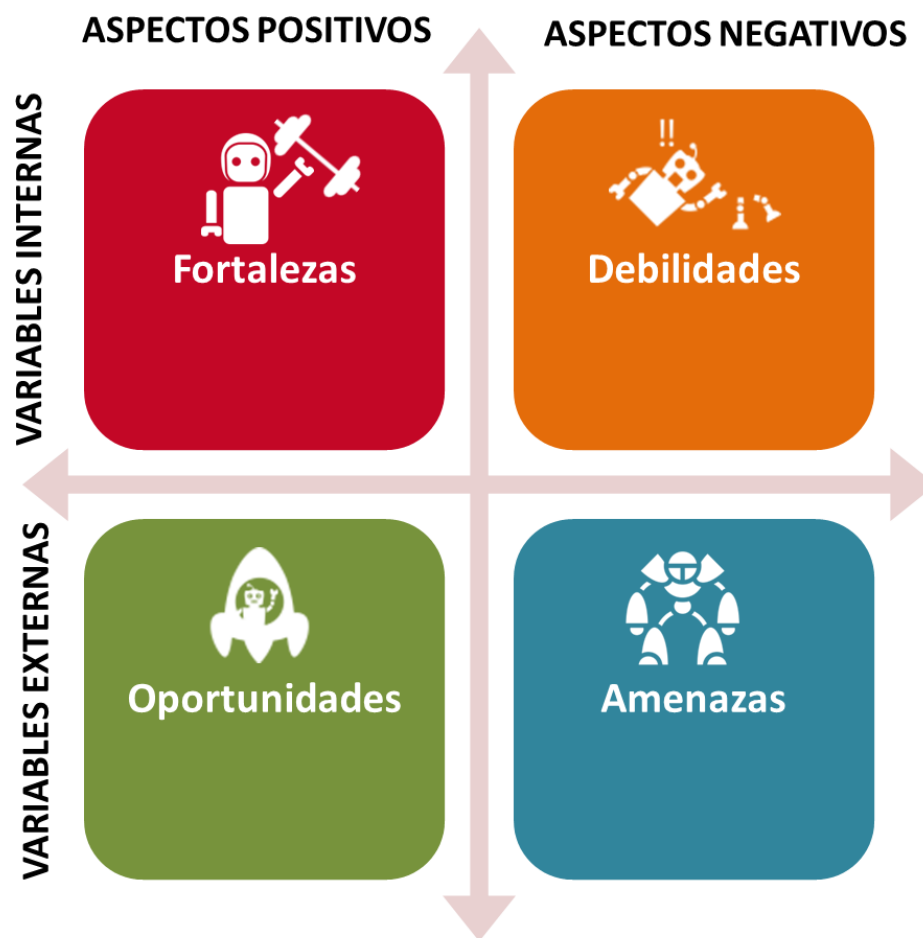 ASPECTOS POSITIVOS
ASPECTOS NEGATIVOS
VARIABLES INTERNAS
!!
Fortalezas
Debilidades
VARIABLES EXTERNAS
Oportunidades
Amenazas